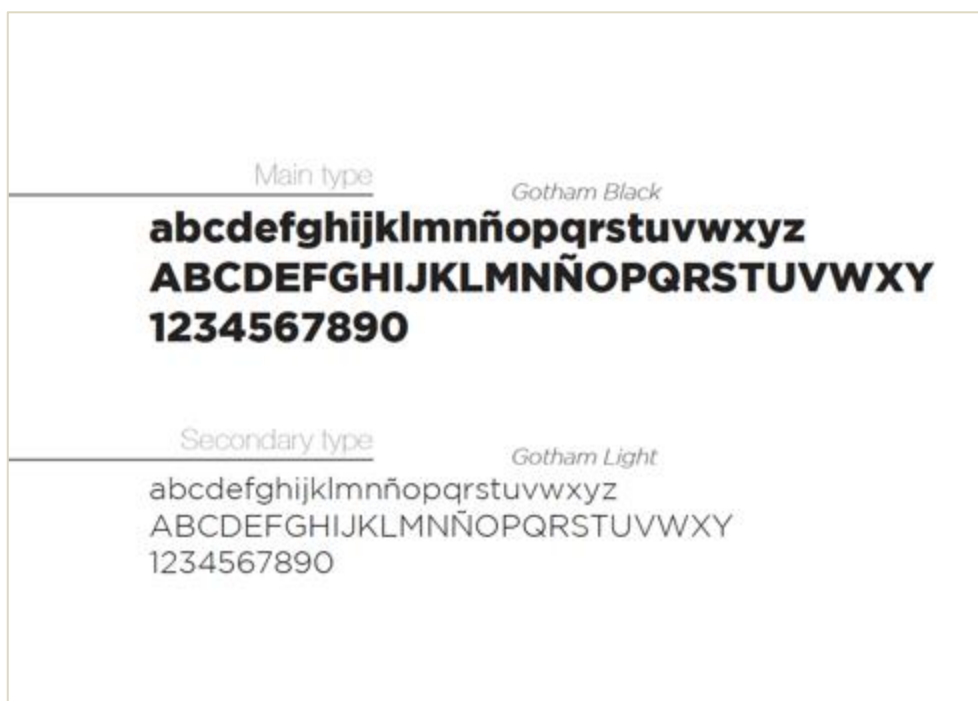 Main type
Gotham Black
abcdefghijklmnñopqrstuvwxyz
ABCDEFGHIJKLMNÑOPQRSTUVWXY
1234567890
Secondary type
Gotham Light
abcdefghijklmnñopqrstuvwxyz
ABCDEFGHIJKLMNÑOPQRSTUVWXY
1234567890